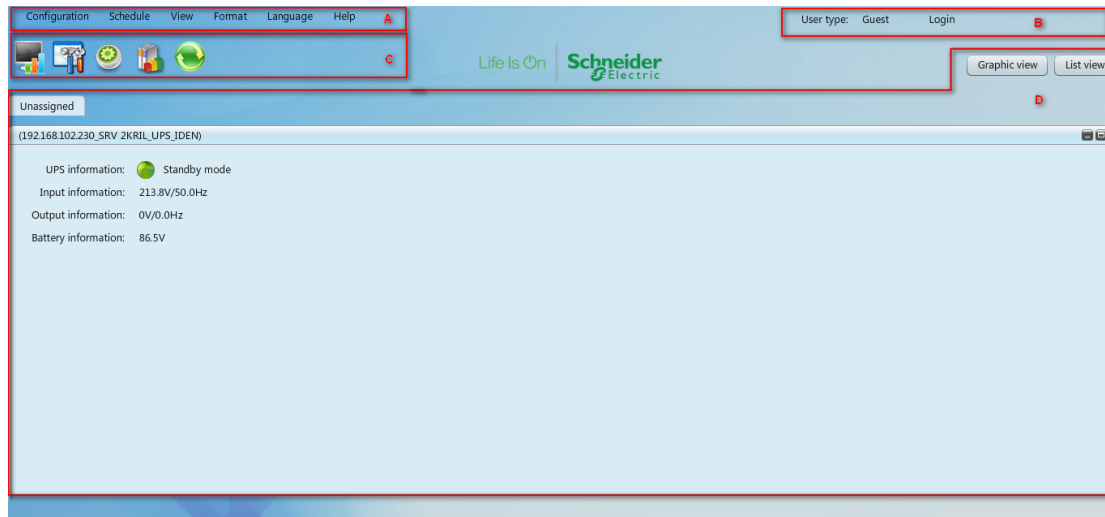 Configuration Schedule View Format Language Help A
User type: Guest Login B
C
Life Is On Schneider Electric
Graphic view List view
Unassigned
D
(192.168.102.230_SRV 2KRIL_UPS_IDEN)
UPS information: Standby mode
Input information: 213.8V/50.0Hz
Output information: 0V/0.0Hz
Battery information: 86.5V